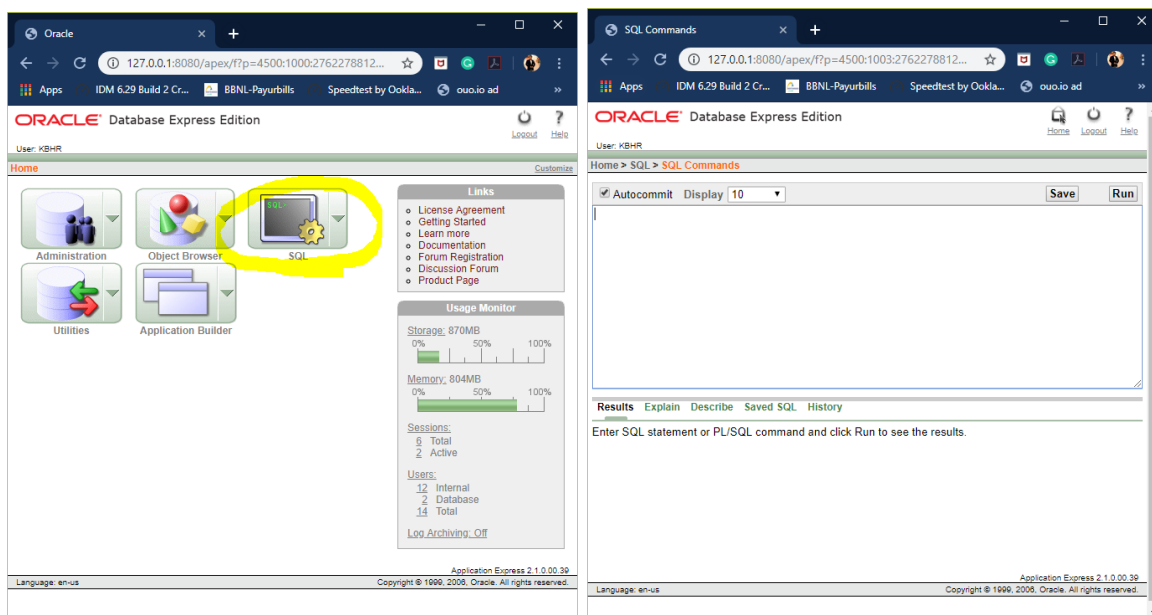 Oracle
127.0.0.1:8080/apex/f?p=4500:1000:2762278812...
Apps IDM 6.29 Build 2 Cr... BBNL-Payurbills Speedtest by Ookla... ouo.io ad »
ORACLE® Database Express Edition
Logout Help
User: KBHR
Home Customize
SQL>
Administration Object Browser SQL
Utilities Application Builder
Links
License Agreement
Getting Started
Learn more
Documentation
Forum Registration
Discussion Forum
Product Page
Usage Monitor
Storage: 870MB
0% 50% 100%
Memory: 804MB
0% 50% 100%
Sessions:
6 Total
2 Active
Users:
12 Internal
2 Database
14 Total
Log Archiving: Off
Application Express 2.1.0.00.39
Language: en-us Copyright © 1999, 2006, Oracle. All rights reserved.
SQL Commands
127.0.0.1:8080/apex/f?p=4500:1003:2762278812...
Apps IDM 6.29 Build 2 Cr... BBNL-Payurbills Speedtest by Ookla... ouo.io ad »
ORACLE® Database Express Edition
Home Logout Help
User: KBHR
Home > SQL > SQL Commands
Autocommit Display 10 Save Run
Results Explain Describe Saved SQL History
Enter SQL statement or PL/SQL command and click Run to see the results.
Application Express 2.1.0.00.39
Language: en-us Copyright © 1999, 2006, Oracle. All rights reserved.